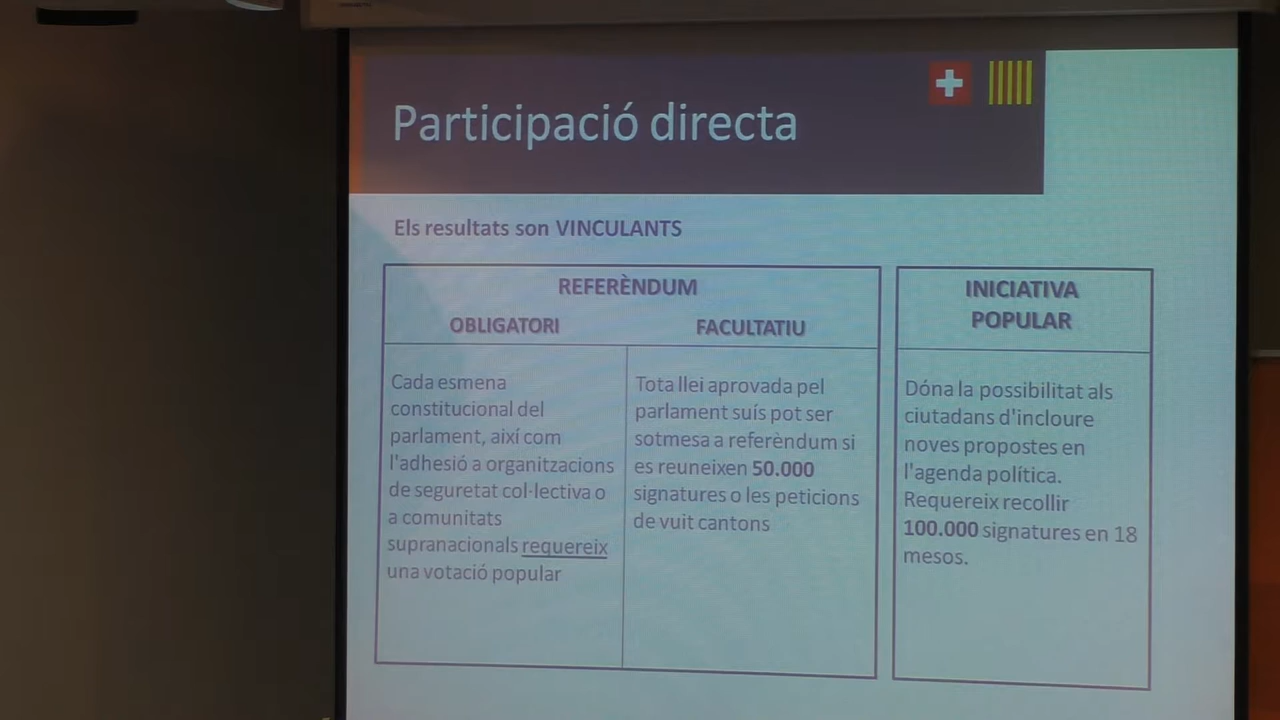 Participació directa
Els resultats son VINCULANTS
REFERÈNDUM
OBLIGATORI
FACULTATIU
Cada esmena
constitucional del
parlament, així com
l'adhesió a organitzacions
de seguretat col·lectiva o
a comunitats
supranacionals requereix
una votació popular
Tota llei aprovada pel
parlament suís pot ser
sotmesa a referèndum si
es reuneixen 50.000
signatures o les peticions
de vuit cantons
INICIATIVA
POPULAR
Dóna la possibilitat als
ciutadans d'incloure
noves propostes en
l'agenda política.
Requereix recollir
100.000 signatures en 18
mesos.